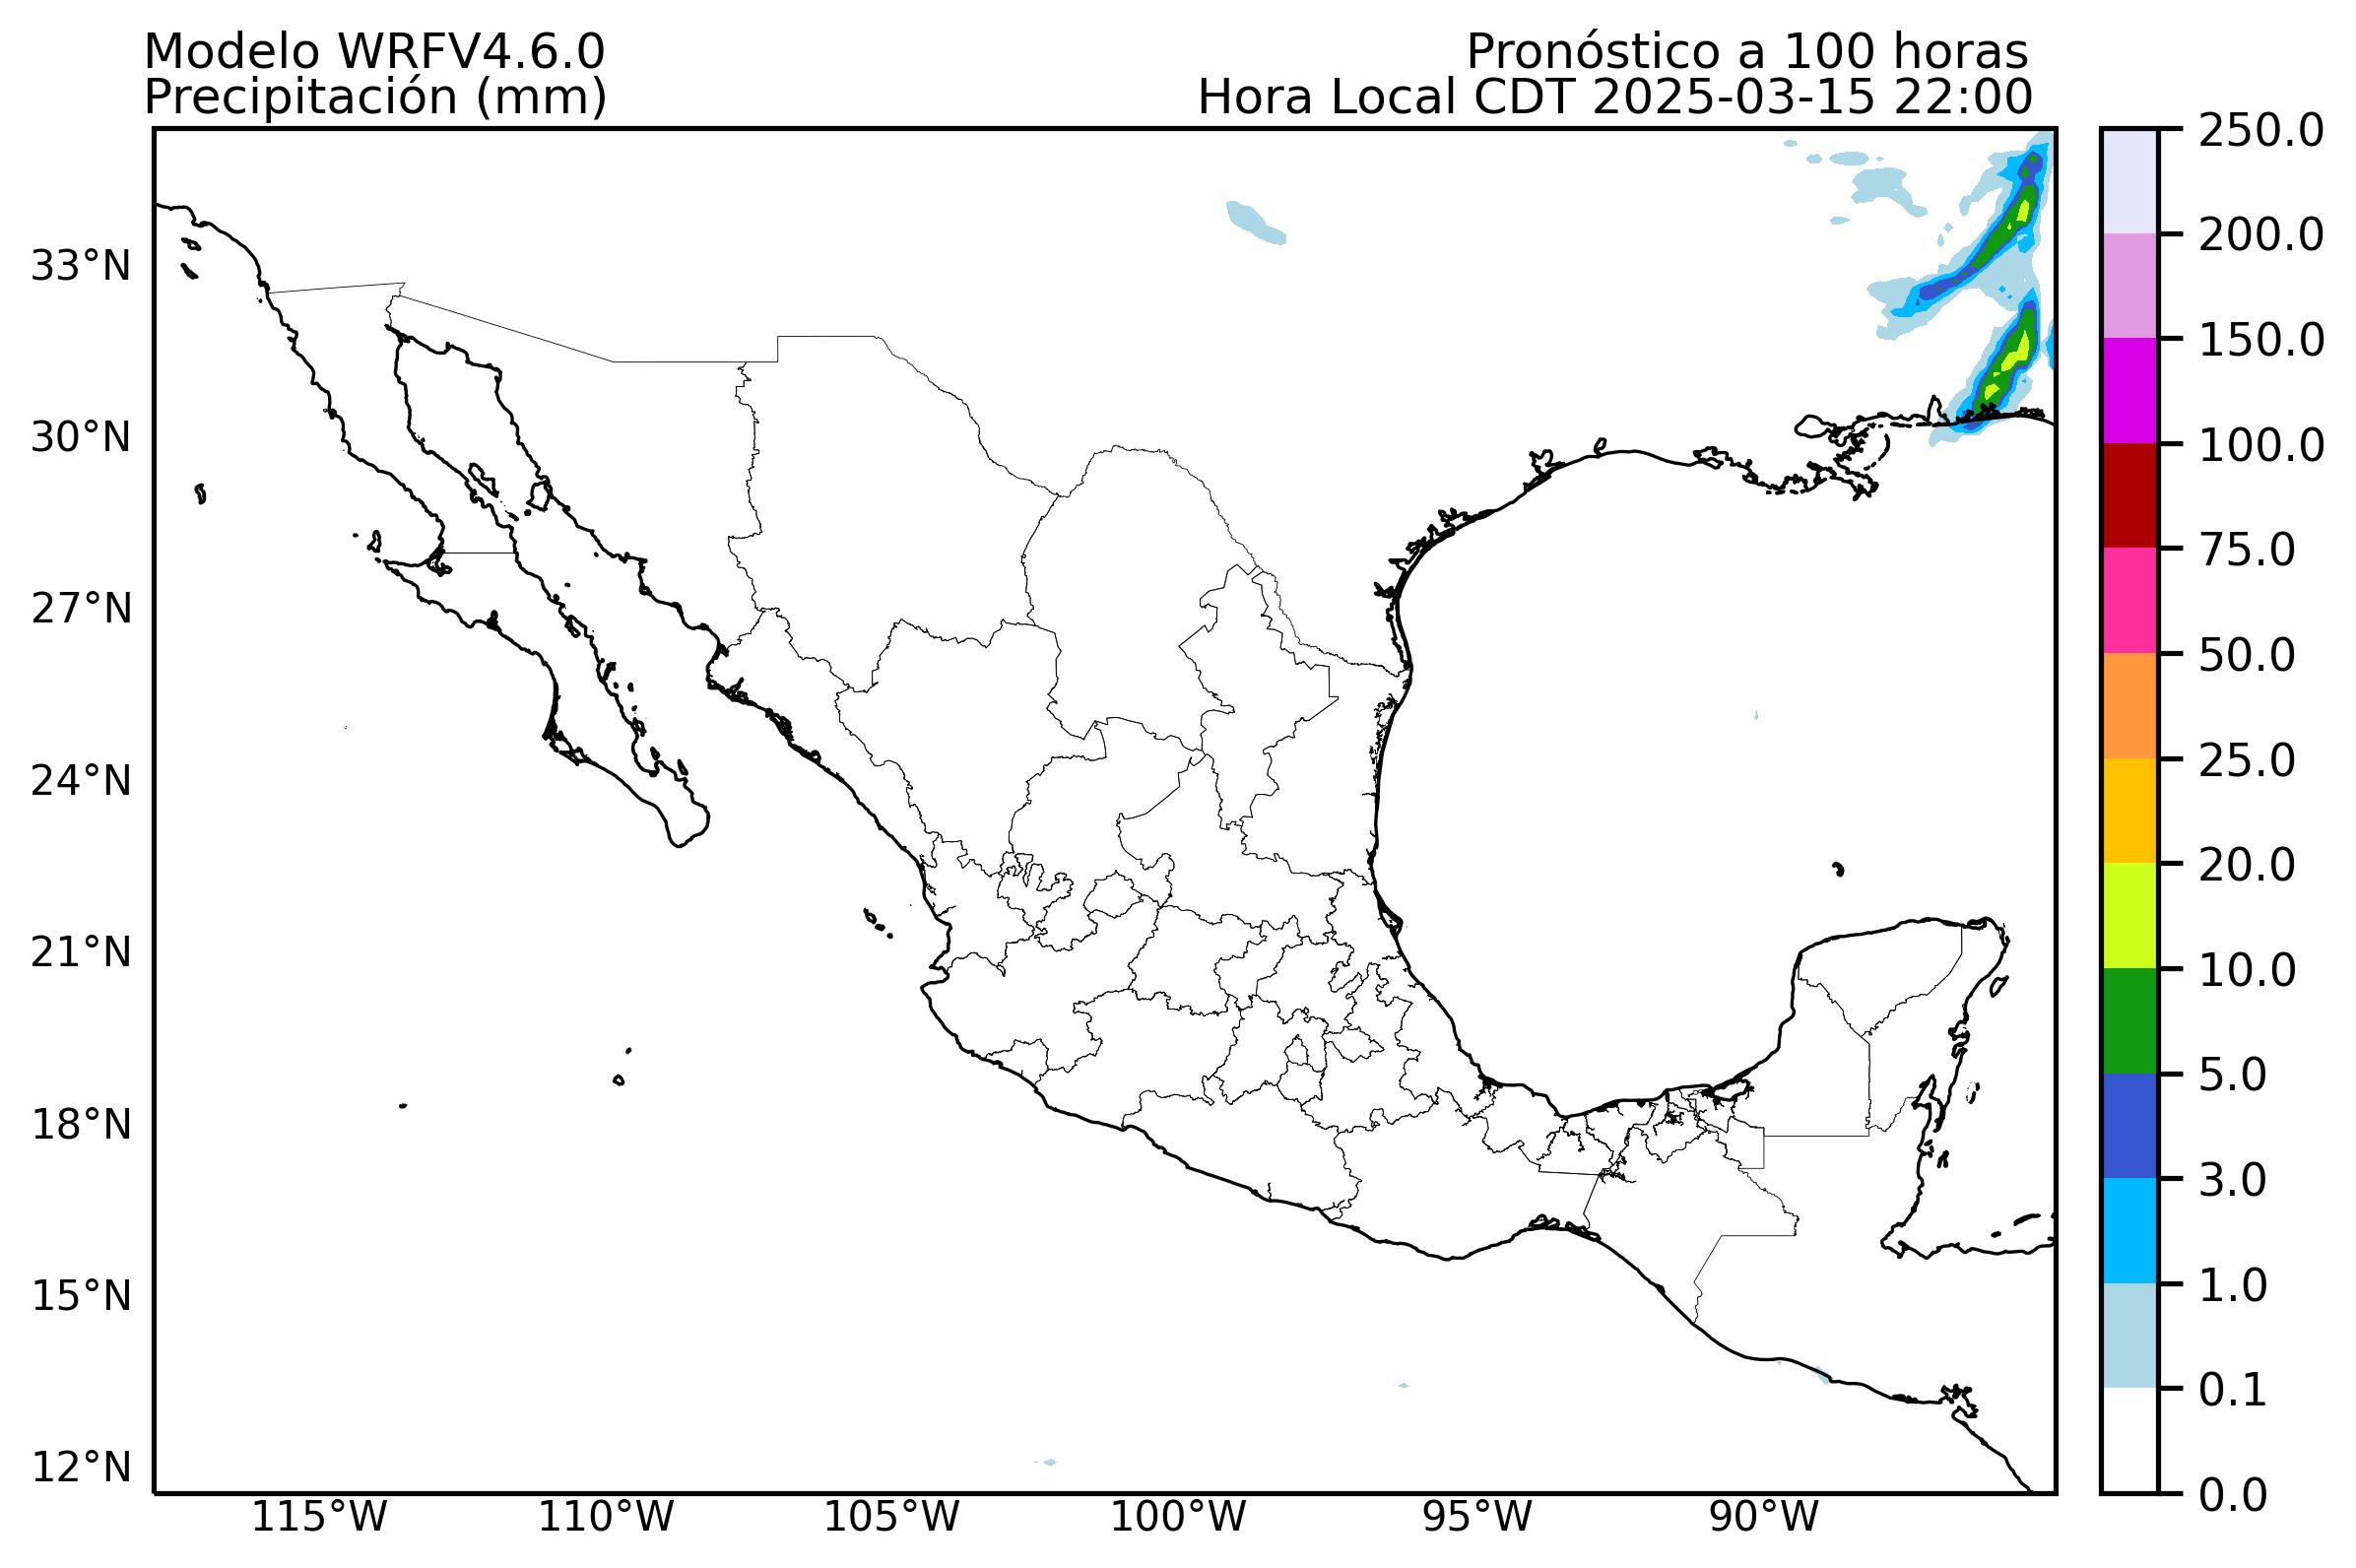 Modelo WRFV4.6.0
Precipitación (mm)
Pronóstico a 100 horas
Hora Local CDT 2025-03-15 22:00
33°N
30°N
27°N
24°N
21°N
18°N
15°N
12°N
115°W
110°W
105°W
100°W
95°W
90°W
250.0
200.0
150.0
100.0
75.0
50.0
25.0
20.0
10.0
5.0
3.0
1.0
0.1
0.0